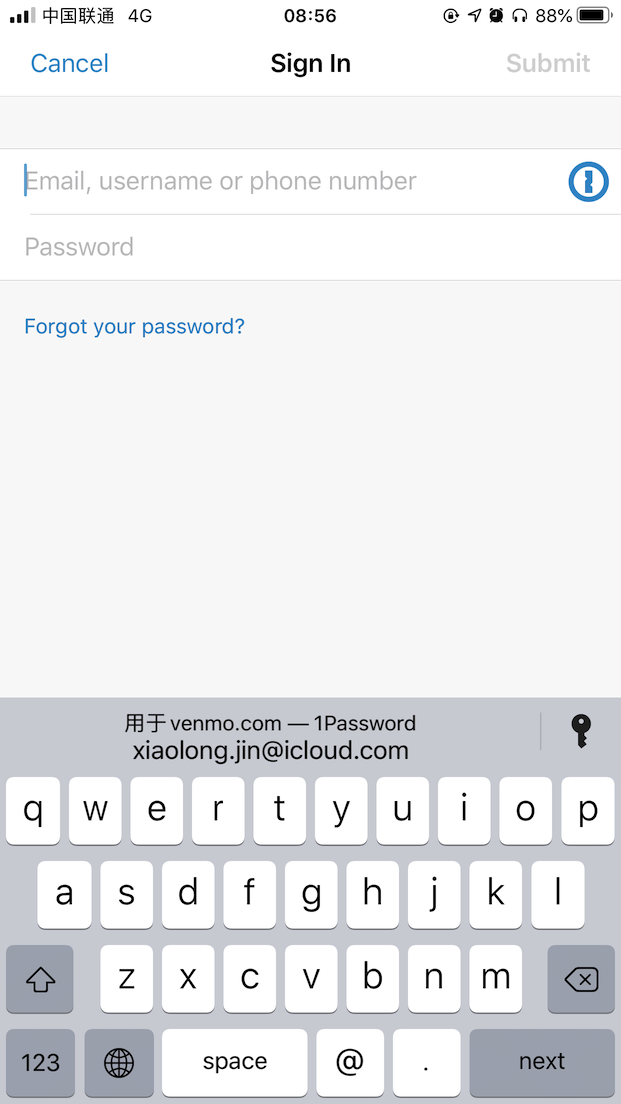 中国联通 4G 08:56 88%
Cancel Sign In Submit
Email, username or phone number
Password
Forgot your password?
用于 venmo.com — 1Password
xiaolong.jin@icloud.com
q w e r t y u i o p
a s d f g h j k l
z x c v b n m
123 space @ . next